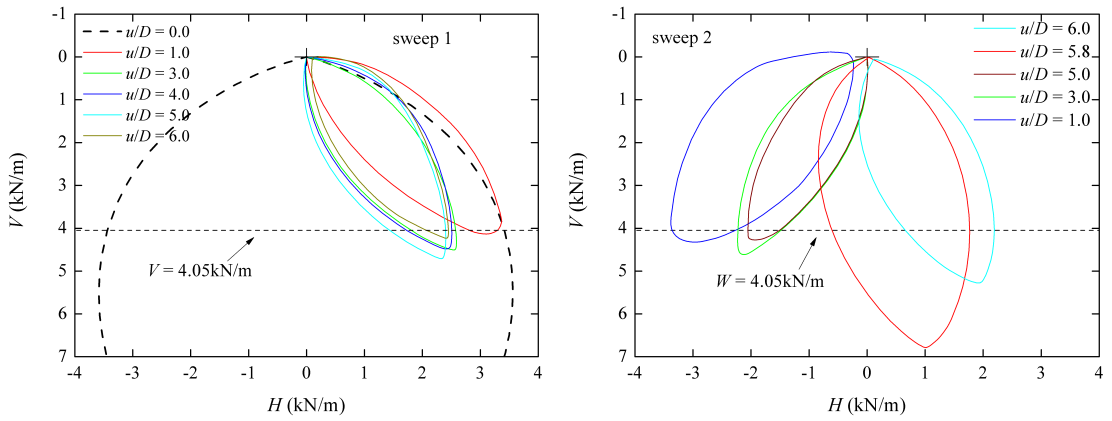 -1
0
1
2
3
4
5
6
7
V (kN/m)
-4
-3
-2
-1
0
1
2
3
4
H (kN/m)
sweep 1
u/D = 0.0
u/D = 1.0
u/D = 3.0
u/D = 4.0
u/D = 5.0
u/D = 6.0
V = 4.05kN/m
-1
0
1
2
3
4
5
6
7
V (kN/m)
-4
-3
-2
-1
0
1
2
3
4
H (kN/m)
sweep 2
u/D = 6.0
u/D = 5.8
u/D = 5.0
u/D = 3.0
u/D = 1.0
W = 4.05kN/m